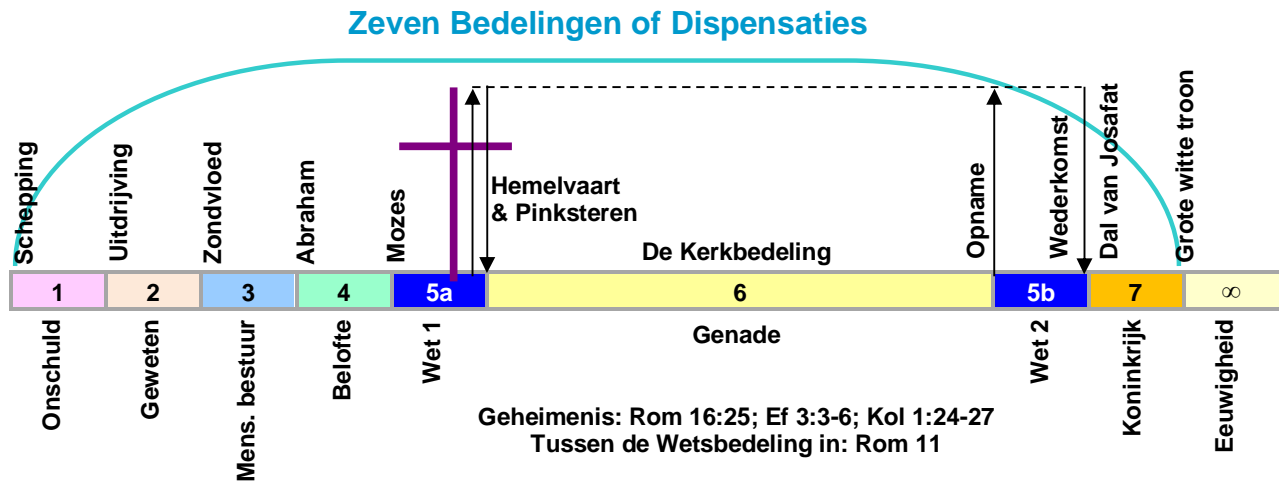 Zeven Bedelingen of Dispensaties
Schepping
Uitdrijving
Zondvloed
Abraham
Mozes
Hemelvaart
& Pinksteren
Opname
Wederkomst
Dal van Josafat
Grote witte troon
De Kerkbedeling
1
2
3
4
5a
6
5b
7
∞
Onschuld
Geweten
Mens. bestuur
Belofte
Wet 1
Genade
Wet 2
Koninkrijk
Eeuwigheid
Geheimenis: Rom 16:25; Ef 3:3-6; Kol 1:24-27
Tussen de Wetsbedeling in: Rom 11